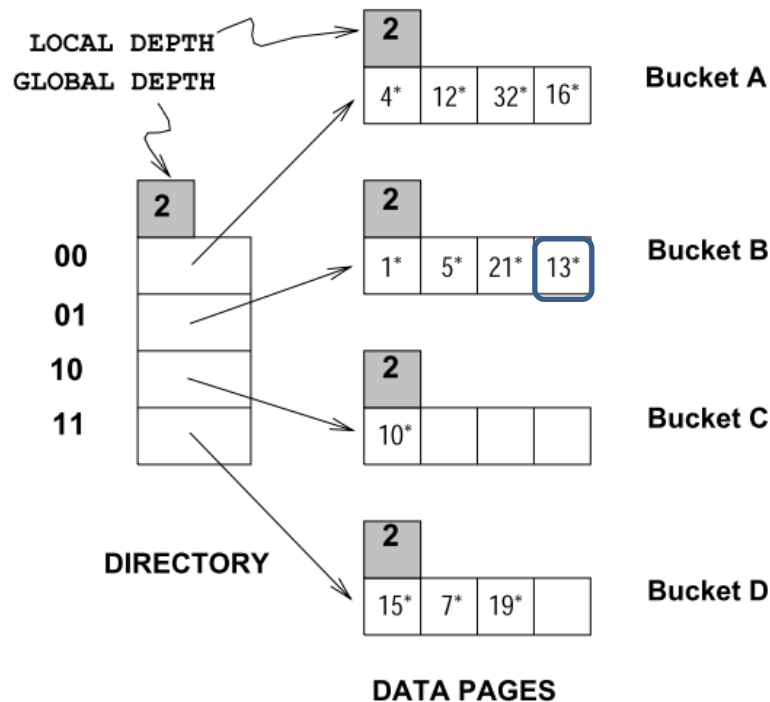 LOCAL DEPTH
GLOBAL DEPTH
2
4* 12* 32* 16*
Bucket A
2
00
01
10
11
DIRECTORY
2
1* 5* 21* 13*
Bucket B
2
10*
Bucket C
2
15* 7* 19*
Bucket D
DATA PAGES